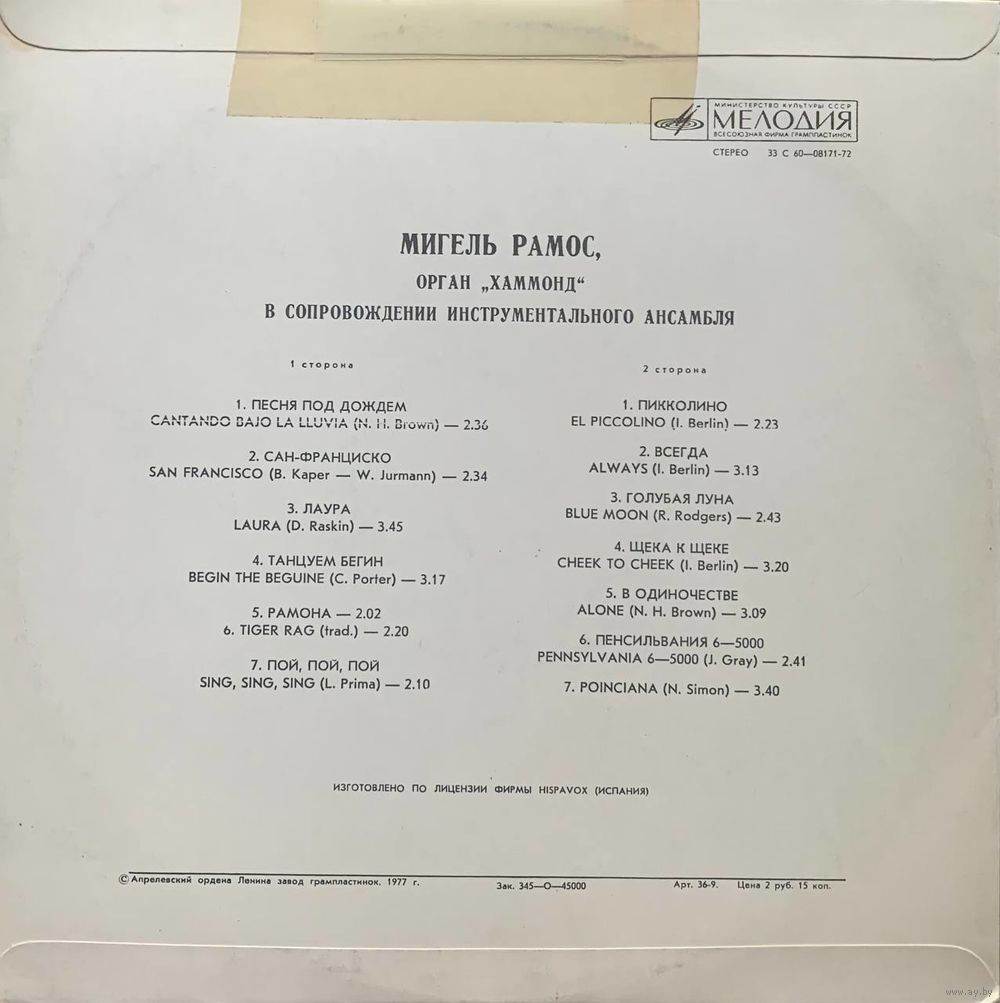 МИНИСТЕРСТВО КУЛЬТУРЫ СССР
МЕЛОДИЯ
ВСЕСОЮЗНАЯ ФИРМА ГРАМПЛАСТИНОК
СТЕРЕО 33 С 60—08171-72
МИГЕЛЬ РАМОС,
ОРГАН „ХАММОНД“
В СОПРОВОЖДЕНИИ ИНСТРУМЕНТАЛЬНОГО АНСАМБЛЯ
1 сторона
1. ПЕСНЯ ПОД ДОЖДЕМ
CANTANDO BAJO LA LLUVIA (N. H. Brown) — 2.36
2. САН-ФРАНЦИСКО
SAN FRANCISCO (B. Kaper — W. Jurmann) — 2.34
3. ЛАУРА
LAURA (D. Raskin) — 3.45
4. ТАНЦУЕМ БЕГИН
BEGIN THE BEGUINE (C. Porter) — 3.17
5. РАМОНА — 2.02
6. TIGER RAG (trad.) — 2.20
7. ПОЙ, ПОЙ, ПОЙ
SING, SING, SING (L. Prima) — 2.10
2 сторона
1. ПИККОЛИНО
EL PICCOLINO (I. Berlin) — 2.23
2. ВСЕГДА
ALWAYS (I. Berlin) — 3.13
3. ГОЛУБАЯ ЛУНА
BLUE MOON (R. Rodgers) — 2.43
4. ЩЕКА К ЩЕКЕ
CHEEK TO CHEEK (I. Berlin) — 3.20
5. В ОДИНОЧЕСТВЕ
ALONE (N. H. Brown) — 3.09
6. ПЕНСИЛЬВАНИЯ 6—5000
PENNSYLVANIA 6—5000 (J. Gray) — 2.41
7. POINCIANA (N. Simon) — 3.40
ИЗГОТОВЛЕНО ПО ЛИЦЕНЗИИ ФИРМЫ HISPAVOX (ИСПАНИЯ)
© Апрелевский ордена Ленина завод грампластинок. 1977 г. Зак. 345—О—45000 Арт. 36-9. Цена 2 руб. 15 коп.
www.ay.by